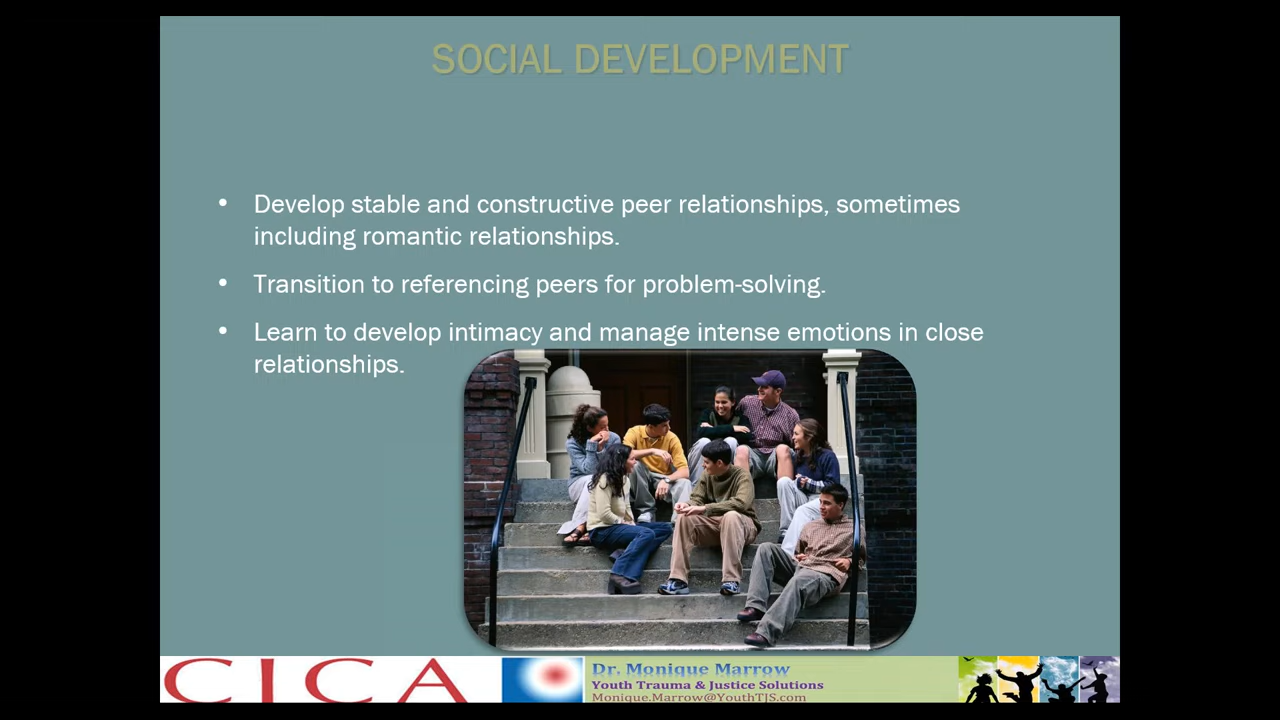 SOCIAL DEVELOPMENT
• Develop stable and constructive peer relationships, sometimes
including romantic relationships.
• Transition to referencing peers for problem-solving.
• Learn to develop intimacy and manage intense emotions in close
relationships.
CICA
Dr. Monique Marrow
Youth Trauma & Justice Solutions
Monique.Marrow@YouthTJS.com